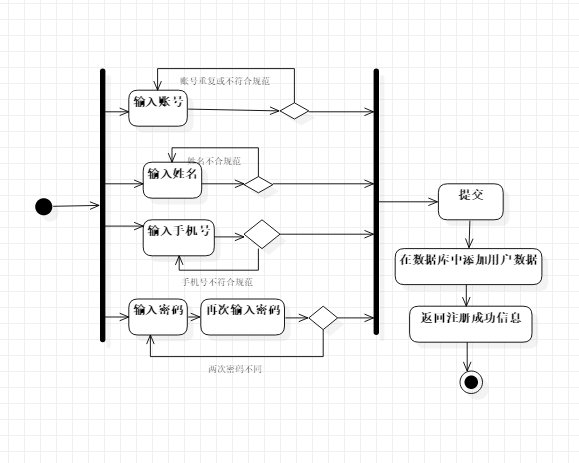 账号重复或不符合规范
输入账号
姓名不合规范
输入姓名
提交
输入手机号
在数据库中添加用户数据
手机号不符合规范
输入密码
再次输入密码
返回注册成功信息
两次密码不同